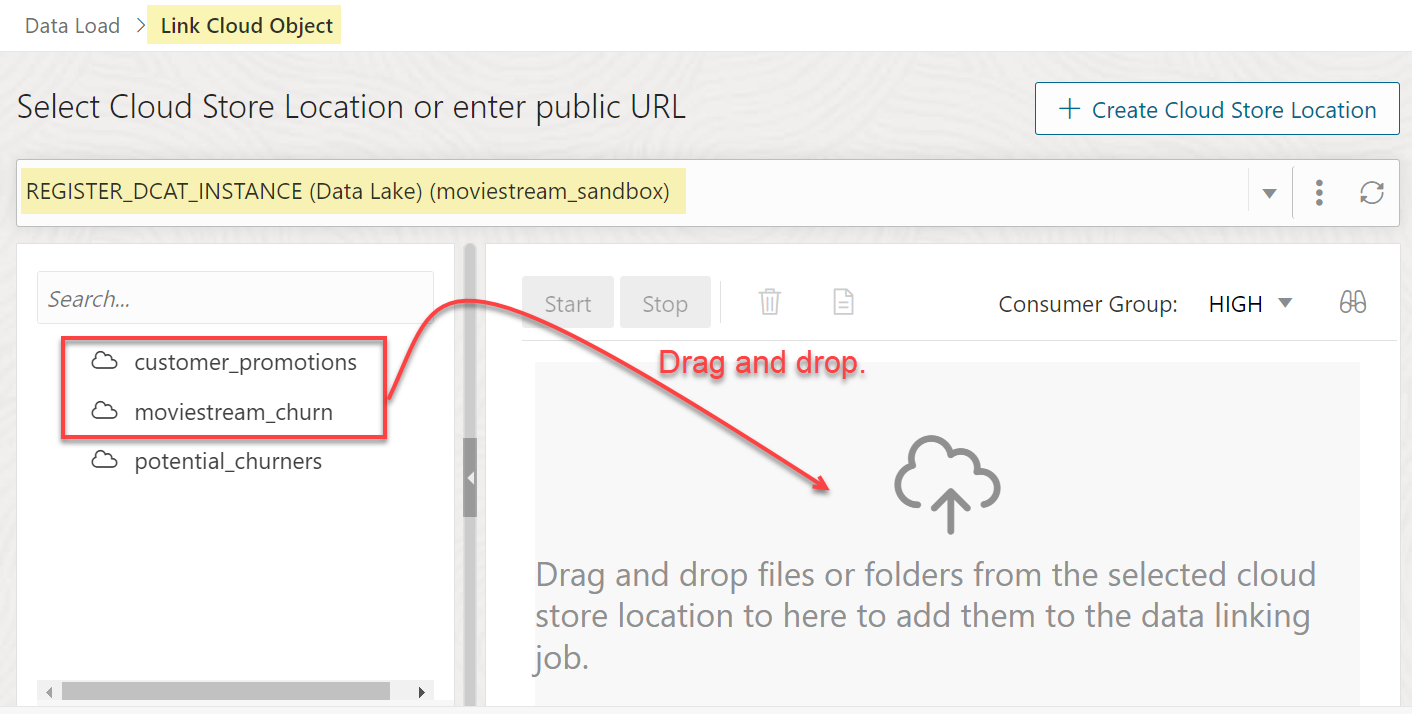 Data Load > Link Cloud Object
Select Cloud Store Location or enter public URL
+ Create Cloud Store Location
REGISTER_DCAT_INSTANCE (Data Lake) (moviestream_sandbox)
Search...
customer_promotions
moviestream_churn
potential_churners
Start
Stop
Consumer Group:
HIGH
Drag and drop.
Drag and drop files or folders from the selected cloud
store location to here to add them to the data linking
job.